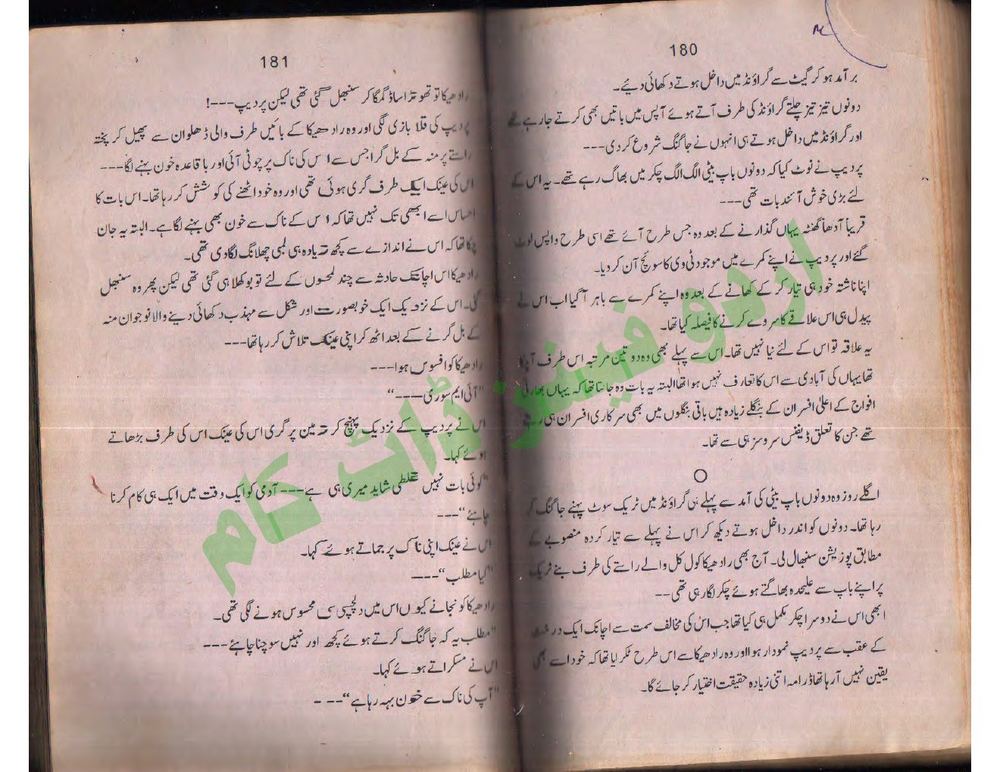 180
برآمد ہو کر گیٹ سے گراؤنڈ میں داخل ہوتے دکھائی دیئے۔
دونوں تیز تیز چلتے گراؤنڈ کی طرف آتے ہوئے آپس میں باتیں بھی کرتے جا رہے تھے
اور گراؤنڈ میں داخل ہوتے ہی انہوں نے جاگنگ شروع کر دی---
پردیپ نے نوٹ کیا کہ دونوں باپ بیٹی الگ الگ چکر میں بھاگ رہے تھے۔ یہ اس کے
لئے بڑی خوش آئند بات تھی---
قریباً آدھا گھنٹہ یہاں گذارنے کے بعد وہ جس طرح آئے تھے اسی طرح واپس لوٹ
گئے اور پردیپ نے اپنے کمرے میں موجود ٹی وی کا سوئچ آن کر دیا۔
اپنا ناشتہ خود ہی تیار کر کے کھانے کے بعد وہ اپنے کمرے سے باہر آگیا اب اس نے
پیدل ہی اس علاقے کا سروے کرنے کا فیصلہ کیا تھا۔
یہ علاقہ تو اس کے لئے نیا نہیں تھا۔ اس سے پہلے بھی وہ دو تین مرتبہ اس طرف آ چکا
تھا یہاں کی آبادی سے اس کا تعارف نہیں ہوا تھا البتہ یہ بات وہ جانتا تھا کہ یہاں بھارتی
افواج کے اعلیٰ افسران کے بنگلے زیادہ ہیں باقی بنگلوں میں بھی سرکاری افسران ہی رہتے
تھے جن کا تعلق ڈیفنس سروسز ہی سے تھا۔
○
اگلے روز وہ دونوں باپ بیٹی کی آمد سے پہلے ہی گراؤنڈ میں ٹریک سوٹ پہنے جاگنگ کر
رہا تھا۔ دونوں کو اندر داخل ہوتے دیکھ کر اس نے پہلے سے تیار کردہ منصوبے کے
مطابق پوزیشن سنبھال لی۔ آج بھی رادھیکا کول کل والے راستے کی طرف بنے ٹریک
پر اپنے باپ سے علیحدہ بھاگتے ہوئے چکر لگا رہی تھی--
ابھی اس نے دوسرا چکر مکمل ہی کیا تھا جب اس کی مخالف سمت سے اچانک ایک درخت
کے عقب سے پردیپ نمودار ہوا اور وہ رادھیکا سے اس طرح ٹکرایا تھا کہ خود اسے بھی
یقین نہیں آ رہا تھا ڈرامہ اتنی زیادہ حقیقت اختیار کر جائے گا۔
181
رادھیکا تو تھوڑا سا ڈگمگا کر سنبھل گئی تھی لیکن پردیپ---!
پردیپ کی قلابازی لگی اور وہ رادھیکا کے بائیں طرف والی ڈھلوان سے پھسل کر پختہ
راستے پر منہ کے بل گرا جس سے اس کی ناک پر چوٹ آئی اور باقاعدہ خون بہنے لگا---
اس کی عینک ایک طرف گری ہوئی تھی اور وہ خود اٹھنے کی کوشش کر رہا تھا۔ اس بات کا
احساس اسے ابھی تک نہیں تھا کہ اس کے ناک سے خون بھی بہنے لگا ہے۔ البتہ یہ جان
چکا تھا کہ اس نے اندازے سے کچھ زیادہ ہی لمبی چھلانگ لگا دی تھی۔
رادھیکا اس اچانک حادثہ سے چند لمحوں کے لئے تو بوکھلا ہی گئی تھی لیکن پھر وہ سنبھل
گئی۔ اس کے نزدیک ایک خوبصورت اور شکل سے مہذب دکھائی دینے والا نوجوان منہ
کے بل گرنے کے بعد اٹھ کر اپنی عینک تلاش کر رہا تھا---
رادھیکا کو افسوس ہوا---
"آئی ایم سوری---"
اس نے پردیپ کے نزدیک پہنچ کر زمین پر گری اس کی عینک اس کی طرف بڑھاتے
ہوئے کہا۔
"کوئی بات نہیں غلطی شاید میری ہی ہے--- آدمی کو ایک وقت میں ایک ہی کام کرنا
چاہئے"---
اس نے عینک اپنی ناک پر جماتے ہوئے کہا۔
"کیا مطلب"---
رادھیکا کو نجانے کیوں اس میں دلچسپی سی محسوس ہونے لگی تھی۔
"مطلب یہ کہ جاگنگ کرتے ہوئے کچھ اور نہیں سوچنا چاہئے---
اس نے مسکراتے ہوئے کہا۔
"آپ کی ناک سے خون بہہ رہا ہے"---
اردو فینز ڈاٹ کام